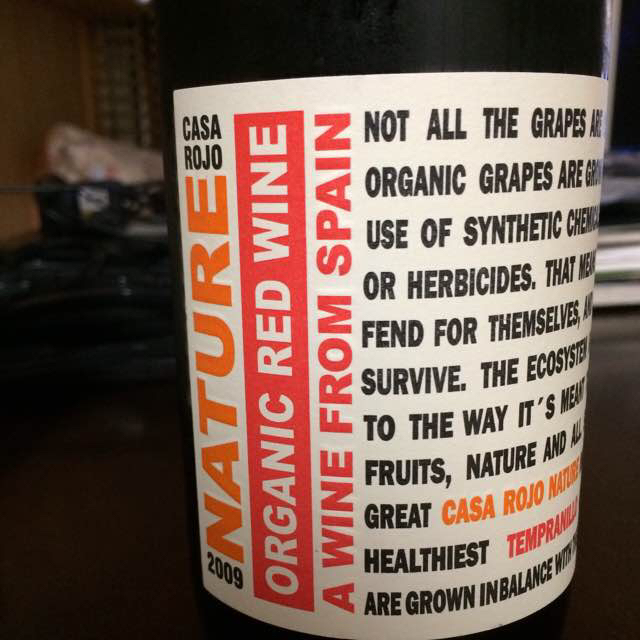 CASA
ROJO
NATURE
2009
ORGANIC RED WINE
A WINE FROM SPAIN
NOT ALL THE GRAPES
ORGANIC GRAPES ARE
USE OF SYNTHETIC
OR HERBICIDES. THAT
FEND FOR THEMSELVES,
SURVIVE. THE ECOSYSTEM
TO THE WAY IT´S MEANT
FRUITS, NATURE AND ALL
GREAT CASA ROJO NATURE
HEALTHIEST TEMPRANILLO
ARE GROWN IN BALANCE WITH